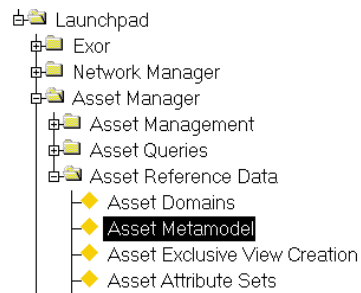 Launchpad
Exor
Network Manager
Asset Manager
Asset Management
Asset Queries
Asset Reference Data
Asset Domains
Asset Metamodel
Asset Exclusive View Creation
Asset Attribute Sets